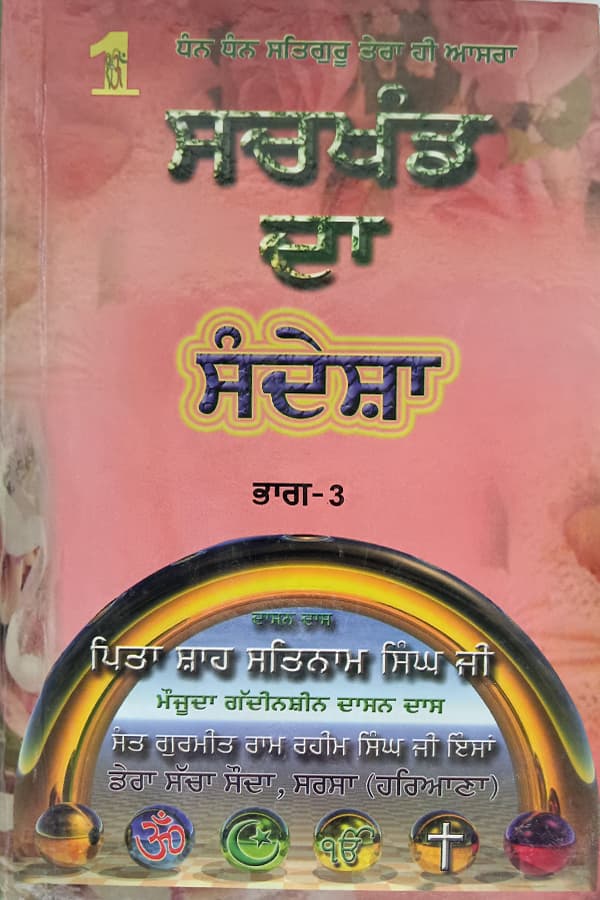 1
ਧੰਨ ਧੰਨ ਸਤਿਗੁਰੂ ਤੇਰਾ ਹੀ ਆਸਰਾ
ਸਚਖੰਡ
ਦਾ
ਸੰਦੇਸ਼ਾ
ਭਾਗ-3
ਦਾਸਨ ਦਾਸ
ਪਿਤਾ ਸ਼ਾਹ ਸਤਿਨਾਮ ਸਿੰਘ ਜੀ
ਮੌਜੂਦਾ ਗੱਦੀਨਸ਼ੀਨ ਦਾਸਨ ਦਾਸ
ਸੰਤ ਗੁਰਮੀਤ ਰਾਮ ਰਹੀਮ ਸਿੰਘ ਜੀ ਇੰਸਾਂ
ਡੇਰਾ ਸੱਚਾ ਸੌਦਾ, ਸਰਸਾ (ਹਰਿਆਣਾ)
ॐ ੴ